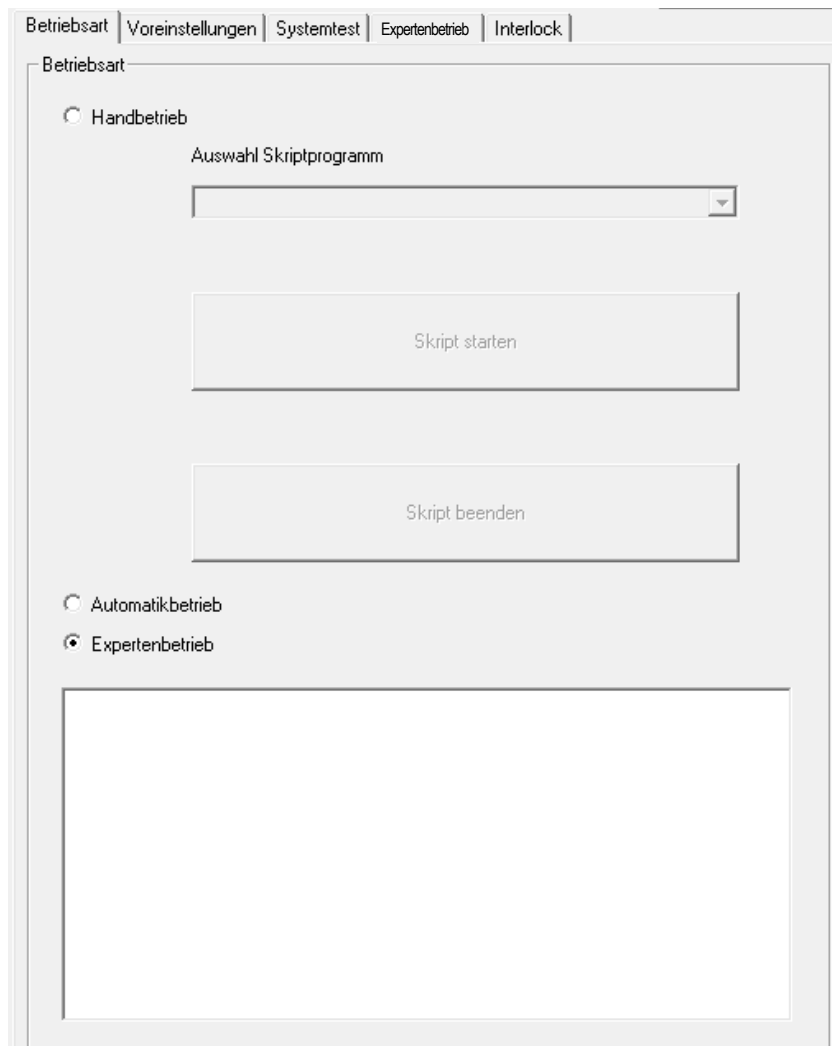 Betriebsart Voreinstellungen Systemtest Expertenbetrieb Interlock
Betriebsart
Handbetrieb
Auswahl Skriptprogramm
Skript starten
Skript beenden
Automatikbetrieb
Expertenbetrieb